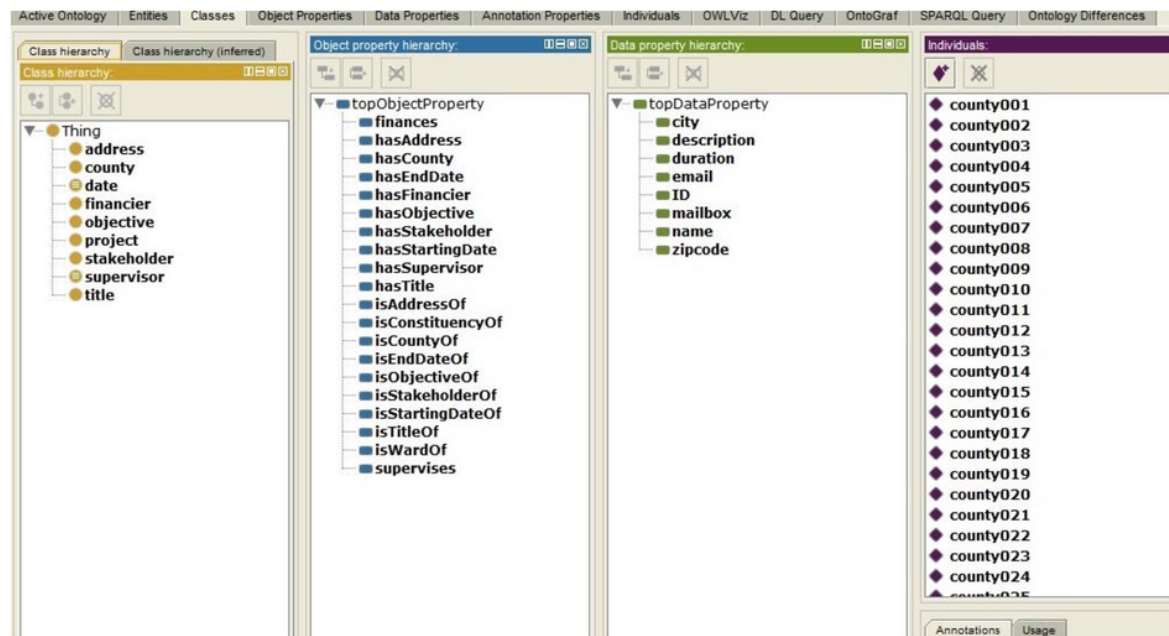 Active Ontology Entities Classes Object Properties Data Properties Annotation Properties Individuals OWLViz DL Query OntoGraf SPARQL Query Ontology Differences
Class hierarchy Class hierarchy (inferred)
Class hierarchy:
Thing
address
county
date
financier
objective
project
stakeholder
supervisor
title
Object property hierarchy:
topObjectProperty
finances
hasAddress
hasCounty
hasEndDate
hasFinancier
hasObjective
hasStakeholder
hasStartingDate
hasSupervisor
hasTitle
isAddressOf
isConstituencyOf
isCountyOf
isEndDateOf
isObjectiveOf
isStakeholderOf
isStartingDateOf
isTitleOf
isWardOf
supervises
Data property hierarchy:
topDataProperty
city
description
duration
email
ID
mailbox
name
zipcode
Individuals:
county001
county002
county003
county004
county005
county006
county007
county008
county009
county010
county011
county012
county013
county014
county015
county016
county017
county018
county019
county020
county021
county022
county023
county024
county025
Annotations Usage